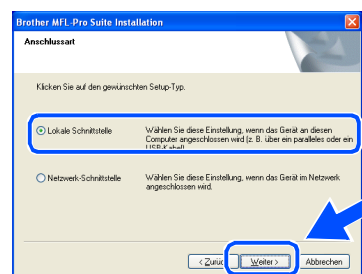 Brother MFL-Pro Suite Installation
Anschlussart
Klicken Sie auf den gewünschten Setup-Typ.
Lokale Schnittstelle
Wählen Sie diese Einstellung, wenn das Gerät an diesen
Computer angeschlossen wird (z. B. über ein paralleles oder ein
USB-Kabel).
Netzwerk-Schnittstelle
Wählen Sie diese Einstellung, wenn das Gerät im Netzwerk
angeschlossen wird.
< Zurück Weiter > Abbrechen